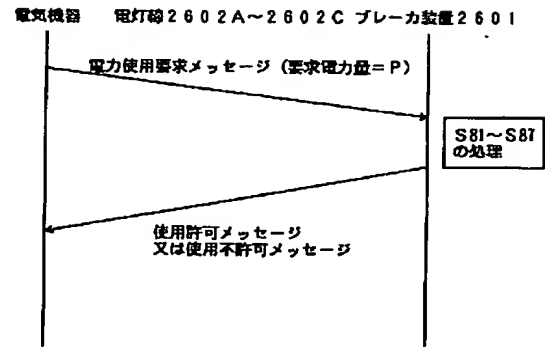 電気機器 電灯線2602A～2602C ブレーカ装置2601
電力使用要求メッセージ（要求電力量＝P）
S81～S87
の処理
使用許可メッセージ
又は使用不許可メッセージ